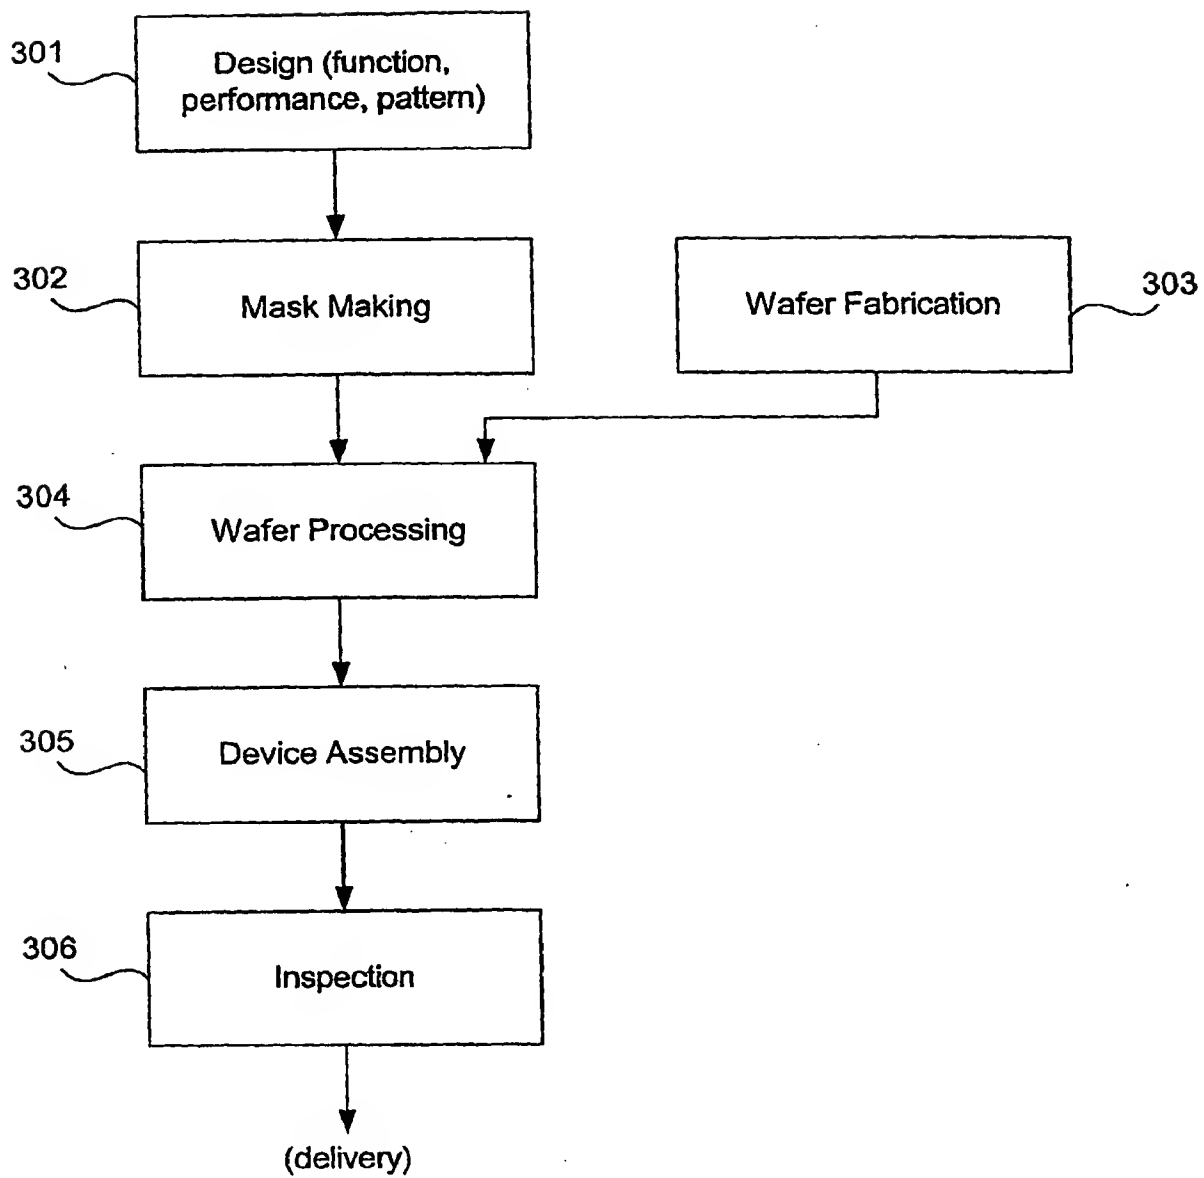 301
Design (function,
performance, pattern)
302
Mask Making
Wafer Fabrication
303
304
Wafer Processing
305
Device Assembly
306
Inspection
(delivery)